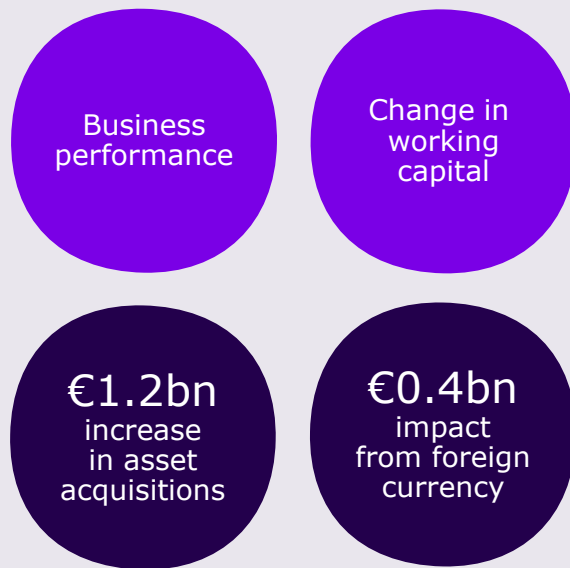 Business
performance
Change in
working
capital
€1.2bn
increase
in asset
acquisitions
€0.4bn
impact
from foreign
currency